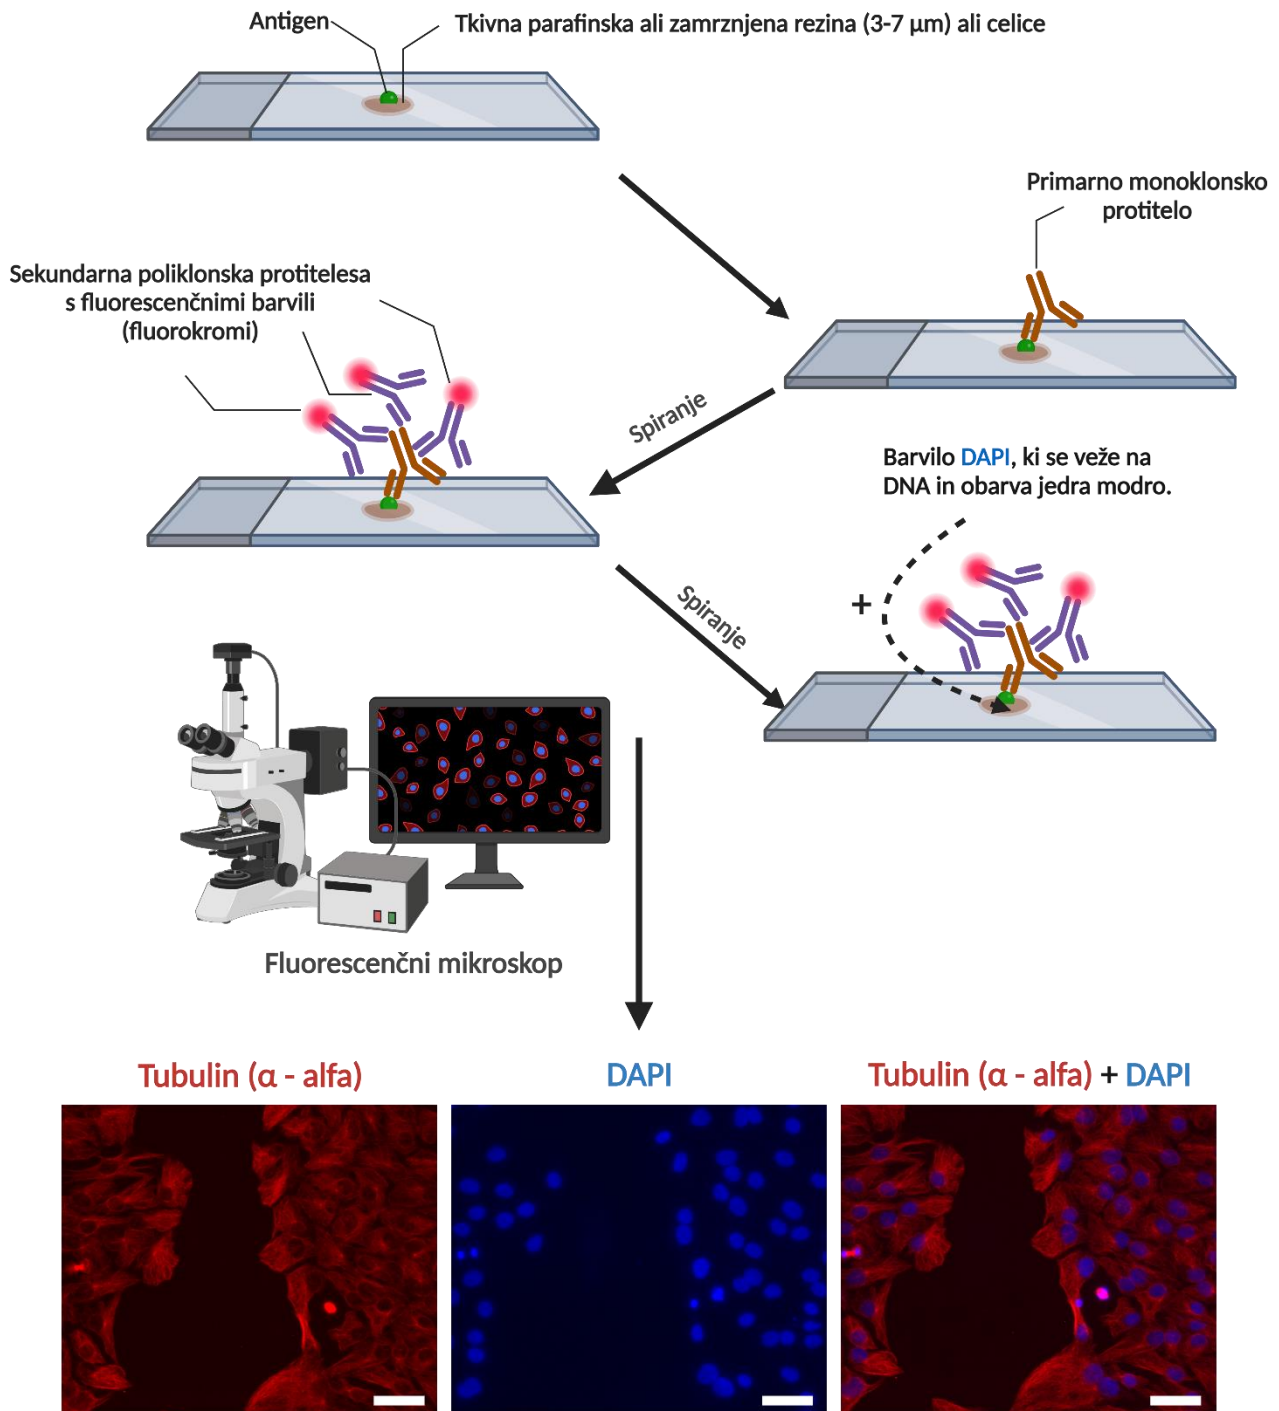 Antigen
Tkivna parafinska ali zamrznjena rezina (3-7 µm) ali celice
Primarno monoklonsko
protitelo
Sekundarna poliklonska protitelesa
s fluorescenčnimi barvili
(fluorokromi)
Spiranje
Barvilo DAPI, ki se veže na
DNA in obarva jedra modro.
+
Spiranje
Fluorescenčni mikroskop
Tubulin (α - alfa)
DAPI
Tubulin (α - alfa) + DAPI